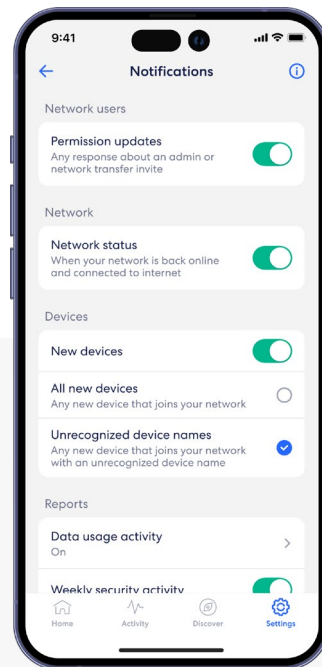 9:41
Notifications
Network users
Permission updates
Any response about an admin or
network transfer invite
Network
Network status
When your network is back online
and connected to internet
Devices
New devices
All new devices
Any new device that joins your network
Unrecognized device names
Any new device that joins your network
with an unrecognized device name
Reports
Data usage activity
On
Weekly security activity
Home Activity Discover Settings